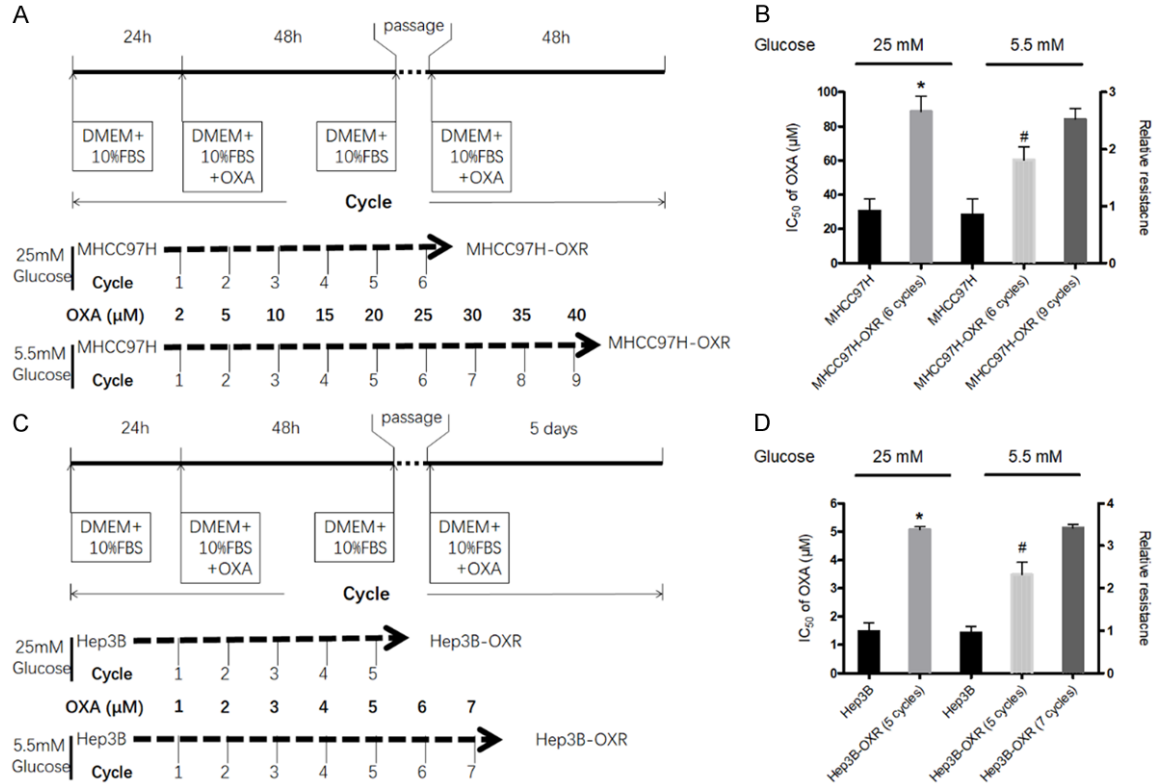 A
24h
48h
passage
48h
DMEM+
10%FBS
DMEM+
10%FBS
+OXA
DMEM+
10%FBS
DMEM+
10%FBS
+OXA
Cycle
25mM
Glucose
MHCC97H
MHCC97H-OXR
Cycle
1 2 3 4 5 6
OXA (μM) 2 5 10 15 20 25 30 35 40
5.5mM
Glucose
MHCC97H
MHCC97H-OXR
Cycle
1 2 3 4 5 6 7 8 9
B
Glucose 25 mM 5.5 mM
IC50 of OXA (μM)
100
80
60
40
20
0
*
#
3
2
1
0
Relative resistacne
MHCC97H
MHCC97H-OXR (6 cycles)
MHCC97H
MHCC97H-OXR (6 cycles)
MHCC97H-OXR (9 cycles)
C
24h
48h
passage
5 days
DMEM+
10%FBS
DMEM+
10%FBS
+OXA
DMEM+
10%FBS
DMEM+
10%FBS
+OXA
Cycle
25mM
Glucose
Hep3B
Hep3B-OXR
Cycle
1 2 3 4 5
OXA (μM) 1 2 3 4 5 6 7
5.5mM
Glucose
Hep3B
Hep3B-OXR
Cycle
1 2 3 4 5 6 7
D
Glucose 25 mM 5.5 mM
IC50 of OXA (μM)
6
5
4
3
2
1
0
*
#
4
3
2
1
0
Relative resistacne
Hep3B
Hep3B-OXR (5 cycles)
Hep3B
Hep3B-OXR (5 cycles)
Hep3B-OXR (7 cycles)